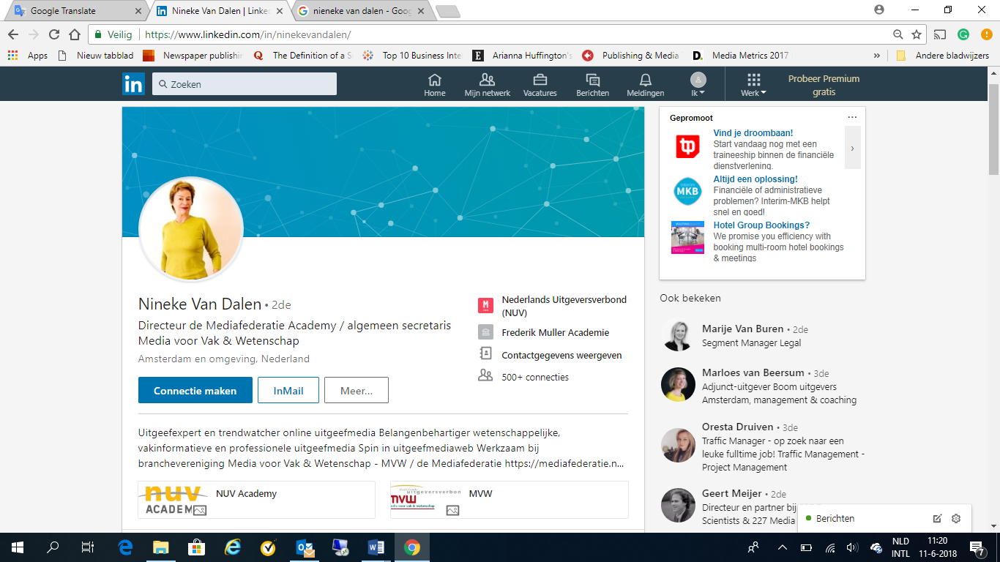 Google Translate
Nineke Van Dalen | Linke
nieneke van dalen - Goog
Veilig
https://www.linkedin.com/in/ninekevandalen/
Apps
Nieuw tabblad
Newspaper publishi
The Definition of a S
Top 10 Business Inte
Arianna Huffington's
Publishing & Media
Media Metrics 2017
»
Andere bladwijzers
in
Zoeken
Home
Mijn netwerk
Vacatures
Berichten
Meldingen
Ik
Werk
Probeer Premium
gratis
Nineke Van Dalen • 2de
Directeur de Mediafederatie Academy / algemeen secretaris
Media voor Vak & Wetenschap
Amsterdam en omgeving, Nederland
Connectie maken
InMail
Meer...
Nederlands Uitgeversverbond
(NUV)
Frederik Muller Academie
Contactgegevens weergeven
500+ connecties
Uitgeefexpert en trendwatcher online uitgeefmedia Belangenbehartiger wetenschappelijke,
vakinformatieve en professionele uitgeefmedia Spin in uitgeefmediaweb Werkzaam bij
branchevereniging Media voor Vak & Wetenschap - MVW / de Mediafederatie https://mediafederatie.n...
nuv
ACADEM
NUV Academy
uitgeversverbon
mvw
MVW
Gepromoot
...
tp
Vind je droombaan!
Start vandaag nog met een
traineeship binnen de financiële
dienstverlening.
MKB
Altijd een oplossing!
Financiële of administratieve
problemen? Interim-MKB helpt
snel en goed!
Hotel Group Bookings?
We promise you efficiency with
booking multi-room hotel bookings
& meetings
Ook bekeken
Marije Van Buren • 2de
Segment Manager Legal
Marloes van Beersum • 3de
Adjunct-uitgever Boom uitgevers
Amsterdam, management & coaching
Oresta Druiven • 3de
Traffic Manager - op zoek naar een
leuke fulltime job! Traffic Management -
Project Management
Geert Meijer • 2de
Directeur en partner bij
Scientists & 227 Media
Berichten
NLD
INTL
11:20
11-6-2018
7